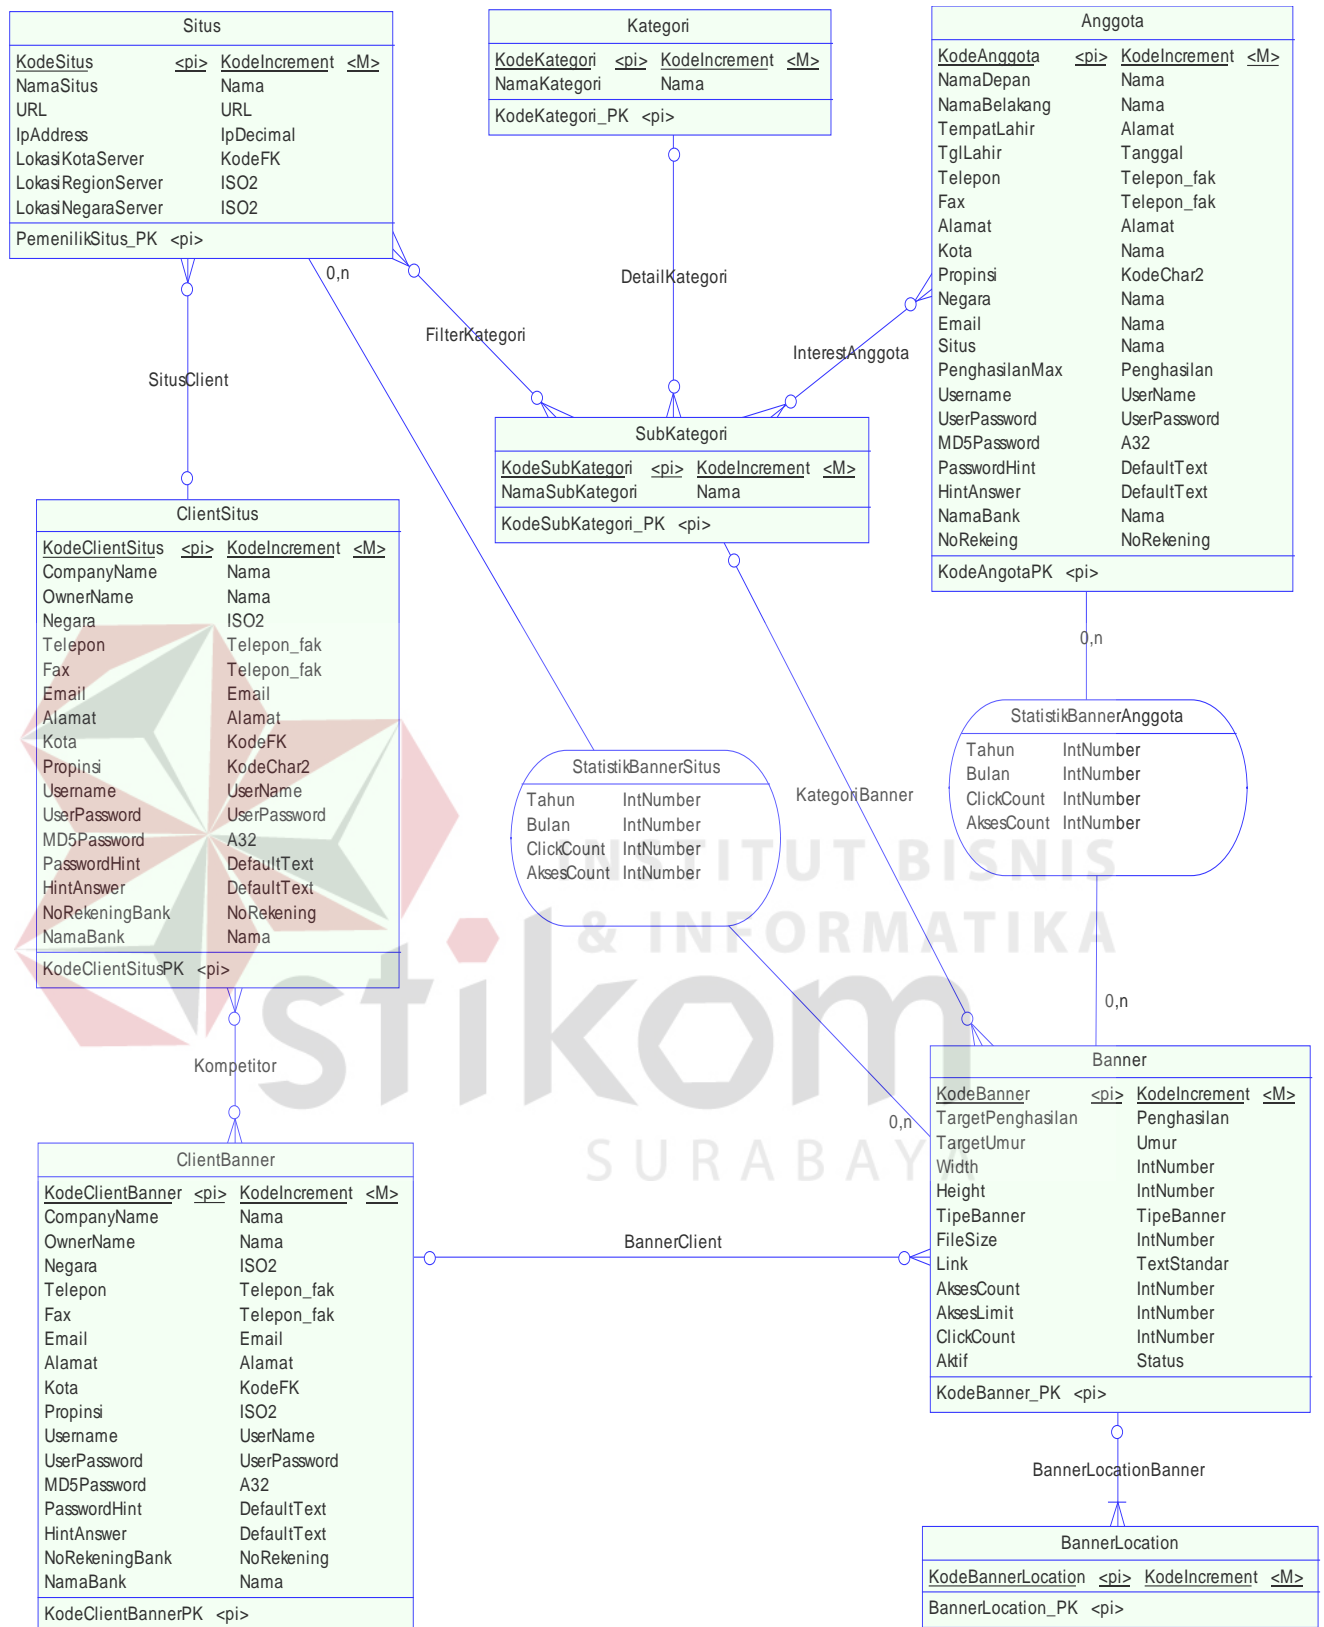 Situs
KodeSitus <pi> KodeIncrement <M>
NamaSitus Nama
URL URL
IpAddress IpDecimal
LokasiKotaServer KodeFK
LokasiRegionServer ISO2
LokasiNegaraServer ISO2
PemenilikSitus_PK <pi>
Kategori
KodeKategori <pi> KodeIncrement <M>
NamaKategori Nama
KodeKategori_PK <pi>
Anggota
KodeAnggota <pi> KodeIncrement <M>
NamaDepan Nama
NamaBelakang Nama
TempatLahir Alamat
TglLahir Tanggal
Telepon Telepon_fak
Fax Telepon_fak
Alamat Alamat
Kota Nama
Propinsi KodeChar2
Negara Nama
Email Nama
Situs Nama
PenghasilanMax Penghasilan
Username UserName
UserPassword UserPassword
MD5Password A32
PasswordHint DefaultText
HintAnswer DefaultText
NamaBank Nama
NoRekeing NoRekening
KodeAngotaPK <pi>
0,n
DetailKategori
FilterKategori
InterestAnggota
SitusClient
SubKategori
KodeSubKategori <pi> KodeIncrement <M>
NamaSubKategori Nama
KodeSubKategori_PK <pi>
ClientSitus
KodeClientSitus <pi> KodeIncrement <M>
CompanyName Nama
OwnerName Nama
Negara ISO2
Telepon Telepon_fak
Fax Telepon_fak
Email Email
Alamat Alamat
Kota KodeFK
Propinsi KodeChar2
Username UserName
UserPassword UserPassword
MD5Password A32
PasswordHint DefaultText
HintAnswer DefaultText
NoRekeningBank NoRekening
NamaBank Nama
KodeClientSitusPK <pi>
0,n
StatistikBannerAnggota
Tahun IntNumber
Bulan IntNumber
ClickCount IntNumber
AksesCount IntNumber
StatistikBannerSitus
Tahun IntNumber
Bulan IntNumber
ClickCount IntNumber
AksesCount IntNumber
KategoriBanner
INSTITUT BISNIS
& INFORMATIKA
stikom
SURABAYA
0,n
Kompetitor
0,n
Banner
KodeBanner <pi> KodeIncrement <M>
TargetPenghasilan Penghasilan
TargetUmur Umur
Width IntNumber
Height IntNumber
TipeBanner TipeBanner
FileSize IntNumber
Link TextStandar
AksesCount IntNumber
AksesLimit IntNumber
ClickCount IntNumber
Aktif Status
KodeBanner_PK <pi>
ClientBanner
KodeClientBanner <pi> KodeIncrement <M>
CompanyName Nama
OwnerName Nama
Negara ISO2
Telepon Telepon_fak
Fax Telepon_fak
Email Email
Alamat Alamat
Kota KodeFK
Propinsi ISO2
Username UserName
UserPassword UserPassword
MD5Password A32
PasswordHint DefaultText
HintAnswer DefaultText
NoRekeningBank NoRekening
NamaBank Nama
KodeClientBannerPK <pi>
BannerClient
BannerLocationBanner
BannerLocation
KodeBannerLocation <pi> KodeIncrement <M>
BannerLocation_PK <pi>